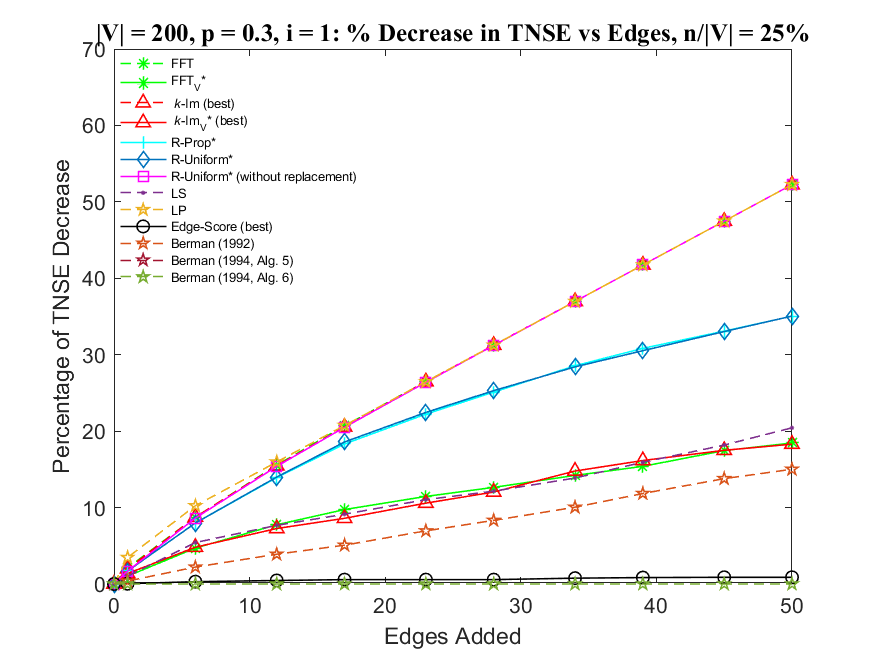 |V| = 200, p = 0.3, i = 1: % Decrease in TNSE vs Edges, n/|V| = 25%
70
60
50
40
30
20
10
0
Percentage of TNSE Decrease
FFT
FFT_V*
k-Im (best)
k-Im_V* (best)
R-Prop*
R-Uniform*
R-Uniform* (without replacement)
LS
LP
Edge-Score (best)
Berman (1992)
Berman (1994, Alg. 5)
Berman (1994, Alg. 6)
0
10
20
30
40
50
Edges Added